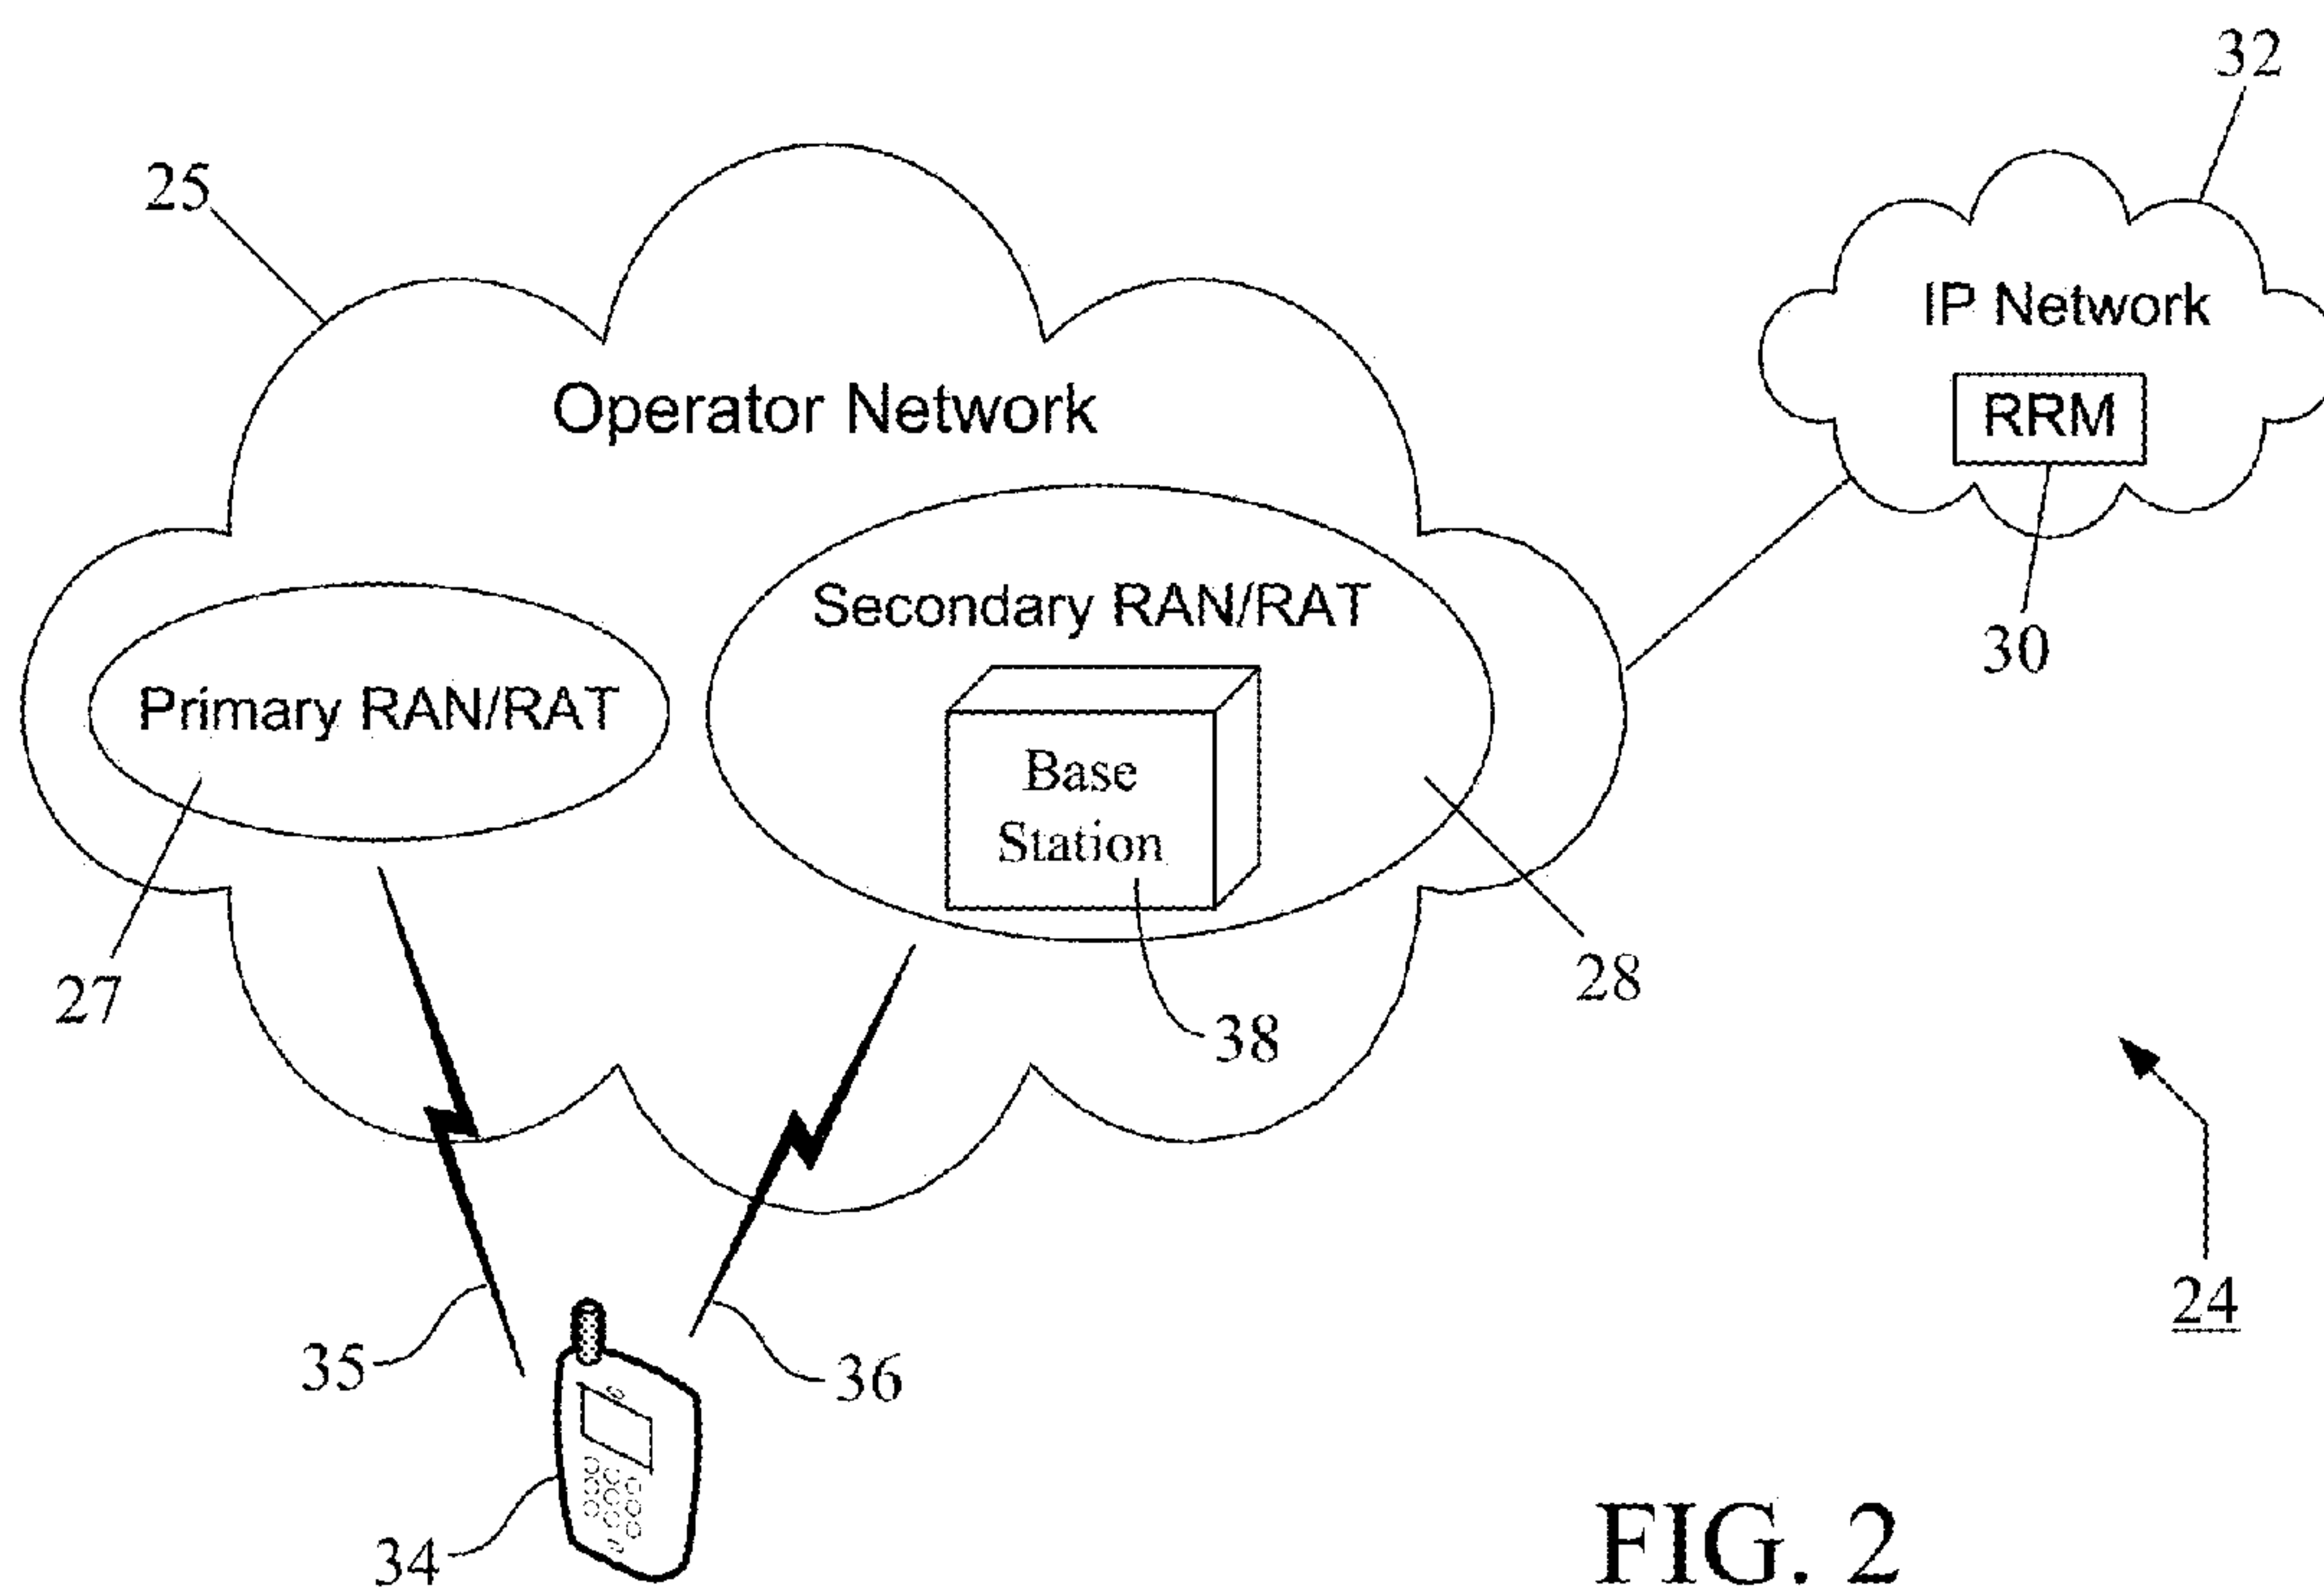 32
25
IP Network
RRM
Operator Network
30
Secondary RAN/RAT
Primary RAN/RAT
Base
Station
27
28
38
24
35
36
34
FIG. 2